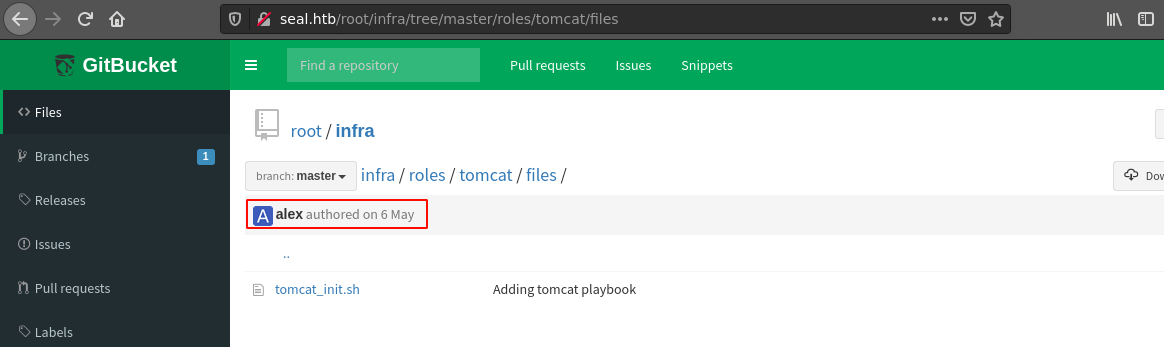 seal.htb/root/infra/tree/master/roles/tomcat/files
GitBucket
Find a repository
Pull requests
Issues
Snippets
Files
Branches
1
Releases
Issues
Pull requests
Labels
root / infra
branch: master
infra / roles / tomcat / files /
Dow
A alex authored on 6 May
..
tomcat_init.sh
Adding tomcat playbook